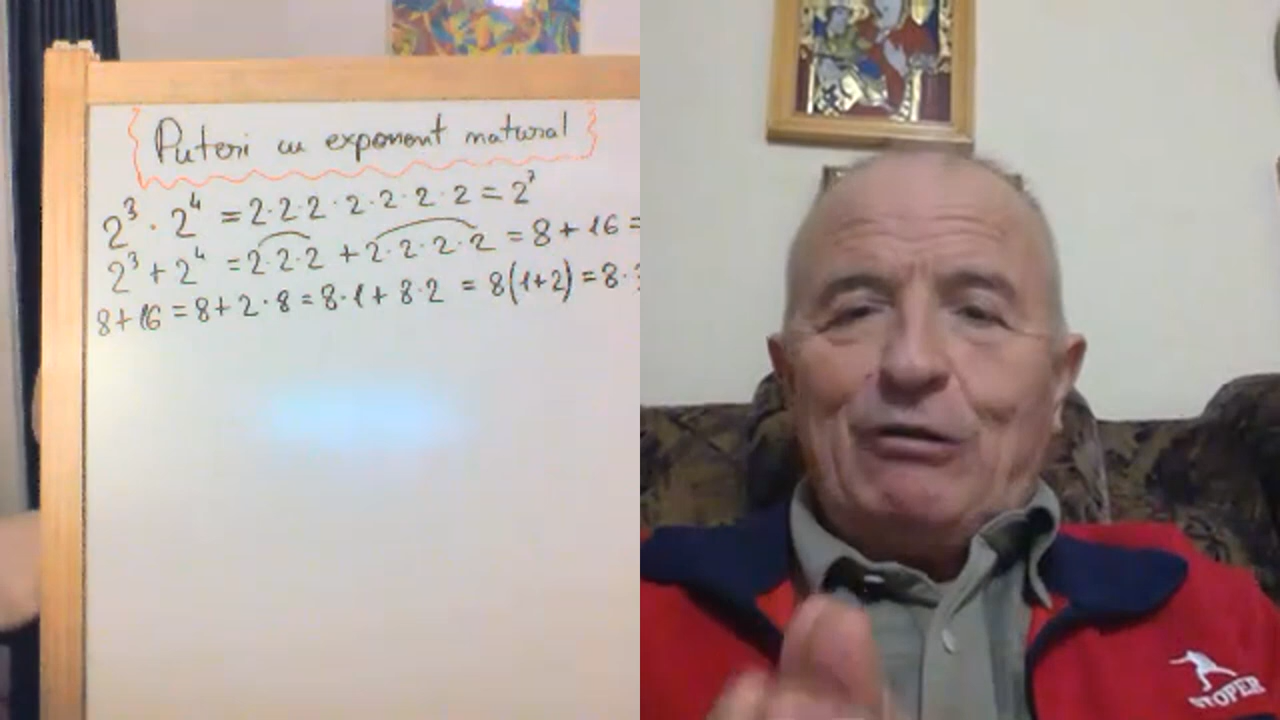 Puteri cu exponent natural
2³ · 2⁴ = 2·2·2·2·2·2·2 = 2⁷
2³ + 2⁴ = 2·2·2 + 2·2·2·2 = 8 + 16 =
8 + 16 = 8 + 2·8 = 8·1 + 8·2 = 8(1+2) = 8·3